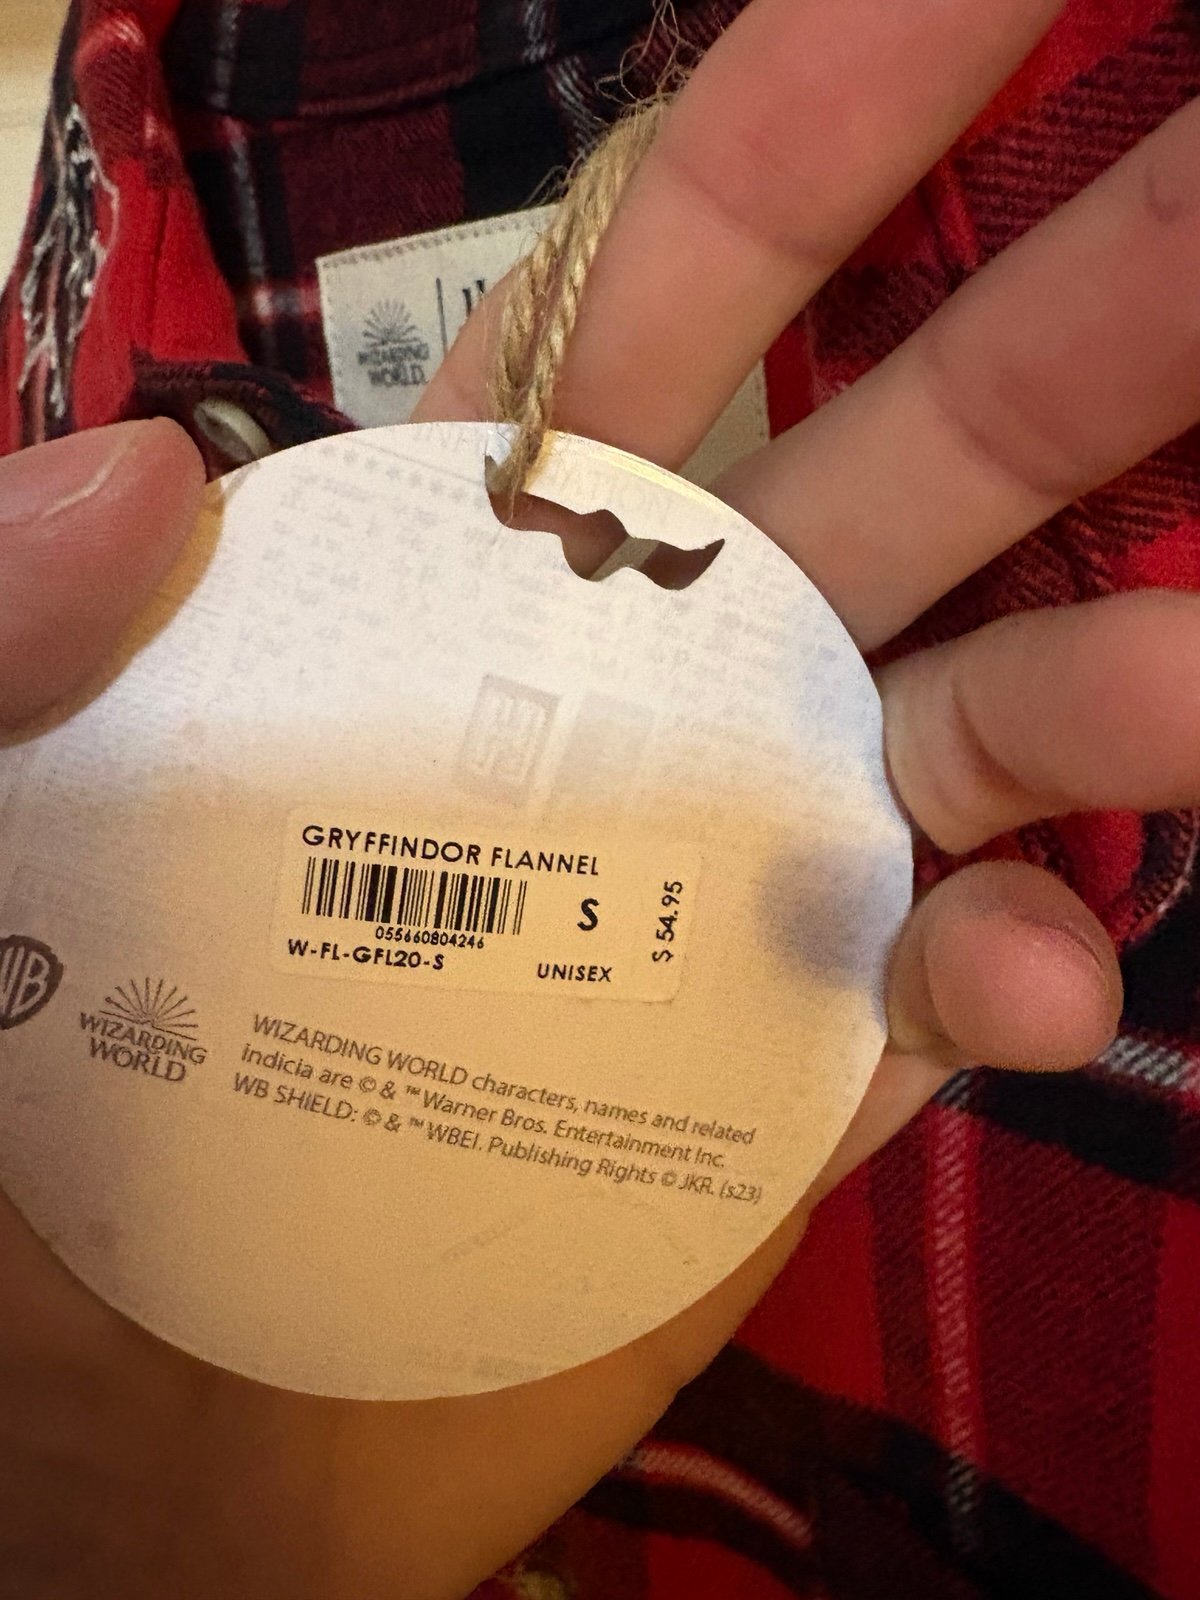 WIZARDING
WORLD
GRYFFINDOR FLANNEL
055660804246
S
$ 54.95
W-FL-GFL20-S
UNISEX
WB
WIZARDING
WORLD
WIZARDING WORLD characters, names and related
indicia are © & ™ Warner Bros. Entertainment Inc.
WB SHIELD: © & ™ WBEI. Publishing Rights © JKR. (s23)